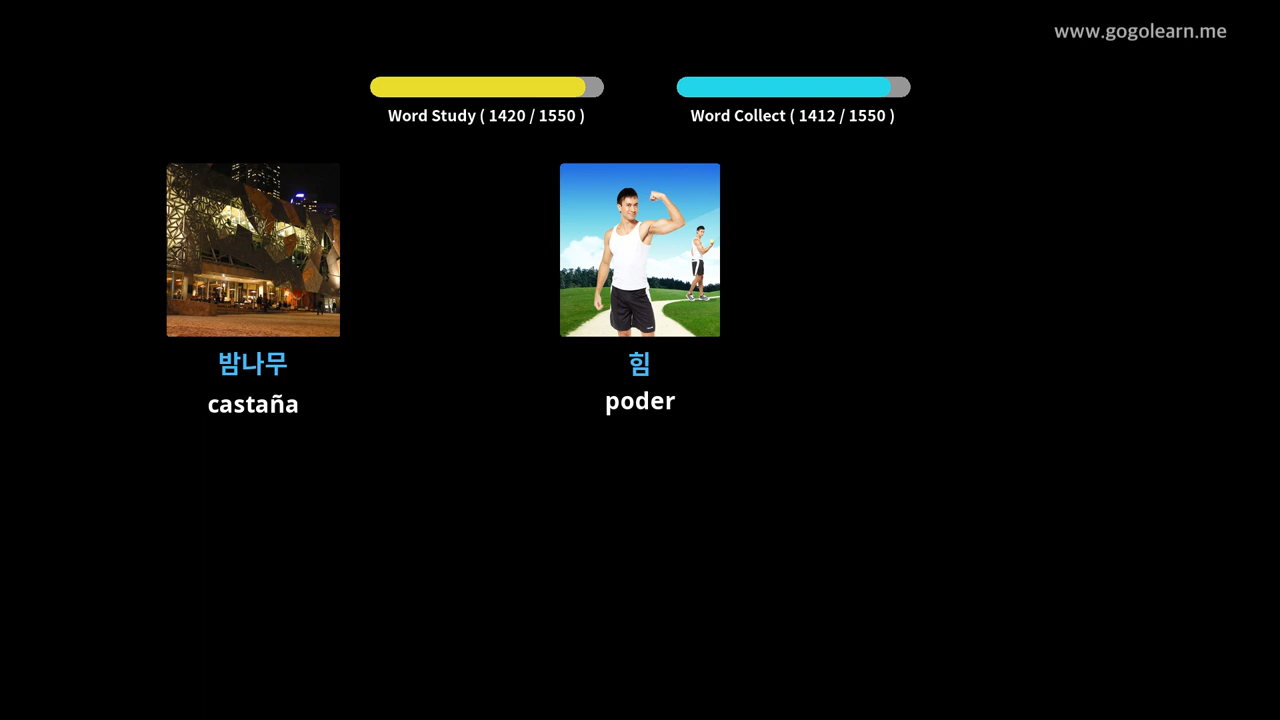 www.gogolearn.me
Word Study ( 1420 / 1550 )
Word Collect ( 1412 / 1550 )
밤나무
castaña
힘
poder